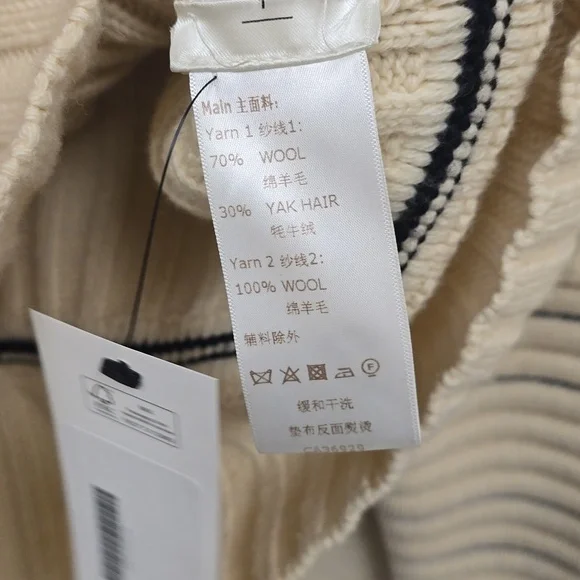 Main 主面料:
Yarn 1 纱线1:
70% WOOL
绵羊毛
30% YAK HAIR
牦牛绒
Yarn 2 纱线2:
100% WOOL
绵羊毛
辅料除外
缓和干洗
垫布反面熨烫